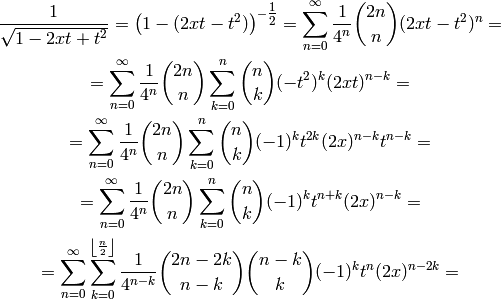 \frac{1}{\sqrt{1-2xt+t^2}} = \left(1-(2xt-t^2)\right)^{-\frac{1}{2}} = \sum_{n=0}^{\infty} \frac{1}{4^n} \binom{2n}{n} (2xt-t^2)^n =
= \sum_{n=0}^{\infty} \frac{1}{4^n} \binom{2n}{n} \sum_{k=0}^{n} \binom{n}{k} (-t^2)^k (2xt)^{n-k} =
= \sum_{n=0}^{\infty} \frac{1}{4^n} \binom{2n}{n} \sum_{k=0}^{n} \binom{n}{k} (-1)^k t^{2k} (2x)^{n-k} t^{n-k} =
= \sum_{n=0}^{\infty} \frac{1}{4^n} \binom{2n}{n} \sum_{k=0}^{n} \binom{n}{k} (-1)^k t^{n+k} (2x)^{n-k} =
= \sum_{n=0}^{\infty} \sum_{k=0}^{\left\lfloor \frac{n}{2} \right\rfloor} \frac{1}{4^{n-k}} \binom{2n-2k}{n-k} \binom{n-k}{k} (-1)^k t^n (2x)^{n-2k} =